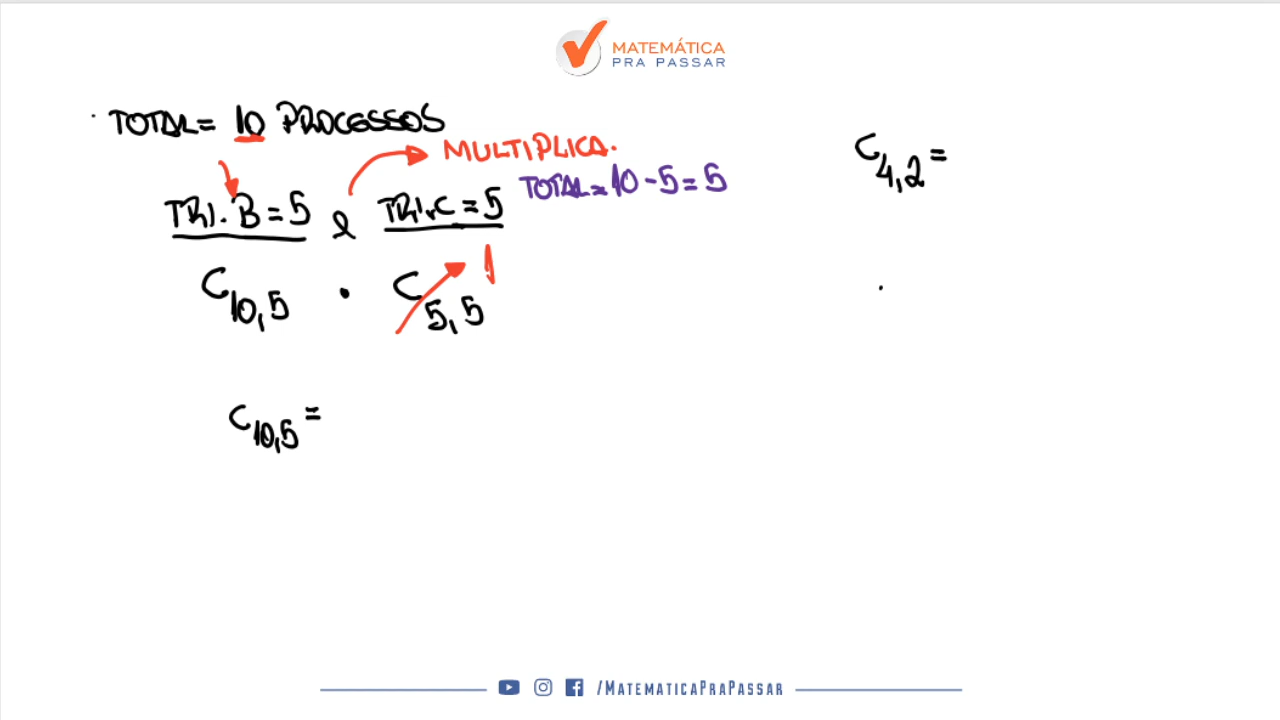 MATEMÁTICA
PRA PASSAR
TOTAL= 10 PROCESSOS
MULTIPLICA.
TOTAL=10-5=5
TRI.B=5 e TRI.C=5
C10,5 . C5,5 1
C10,5=
C4,2=
/MATEMATICAPRAPASSAR